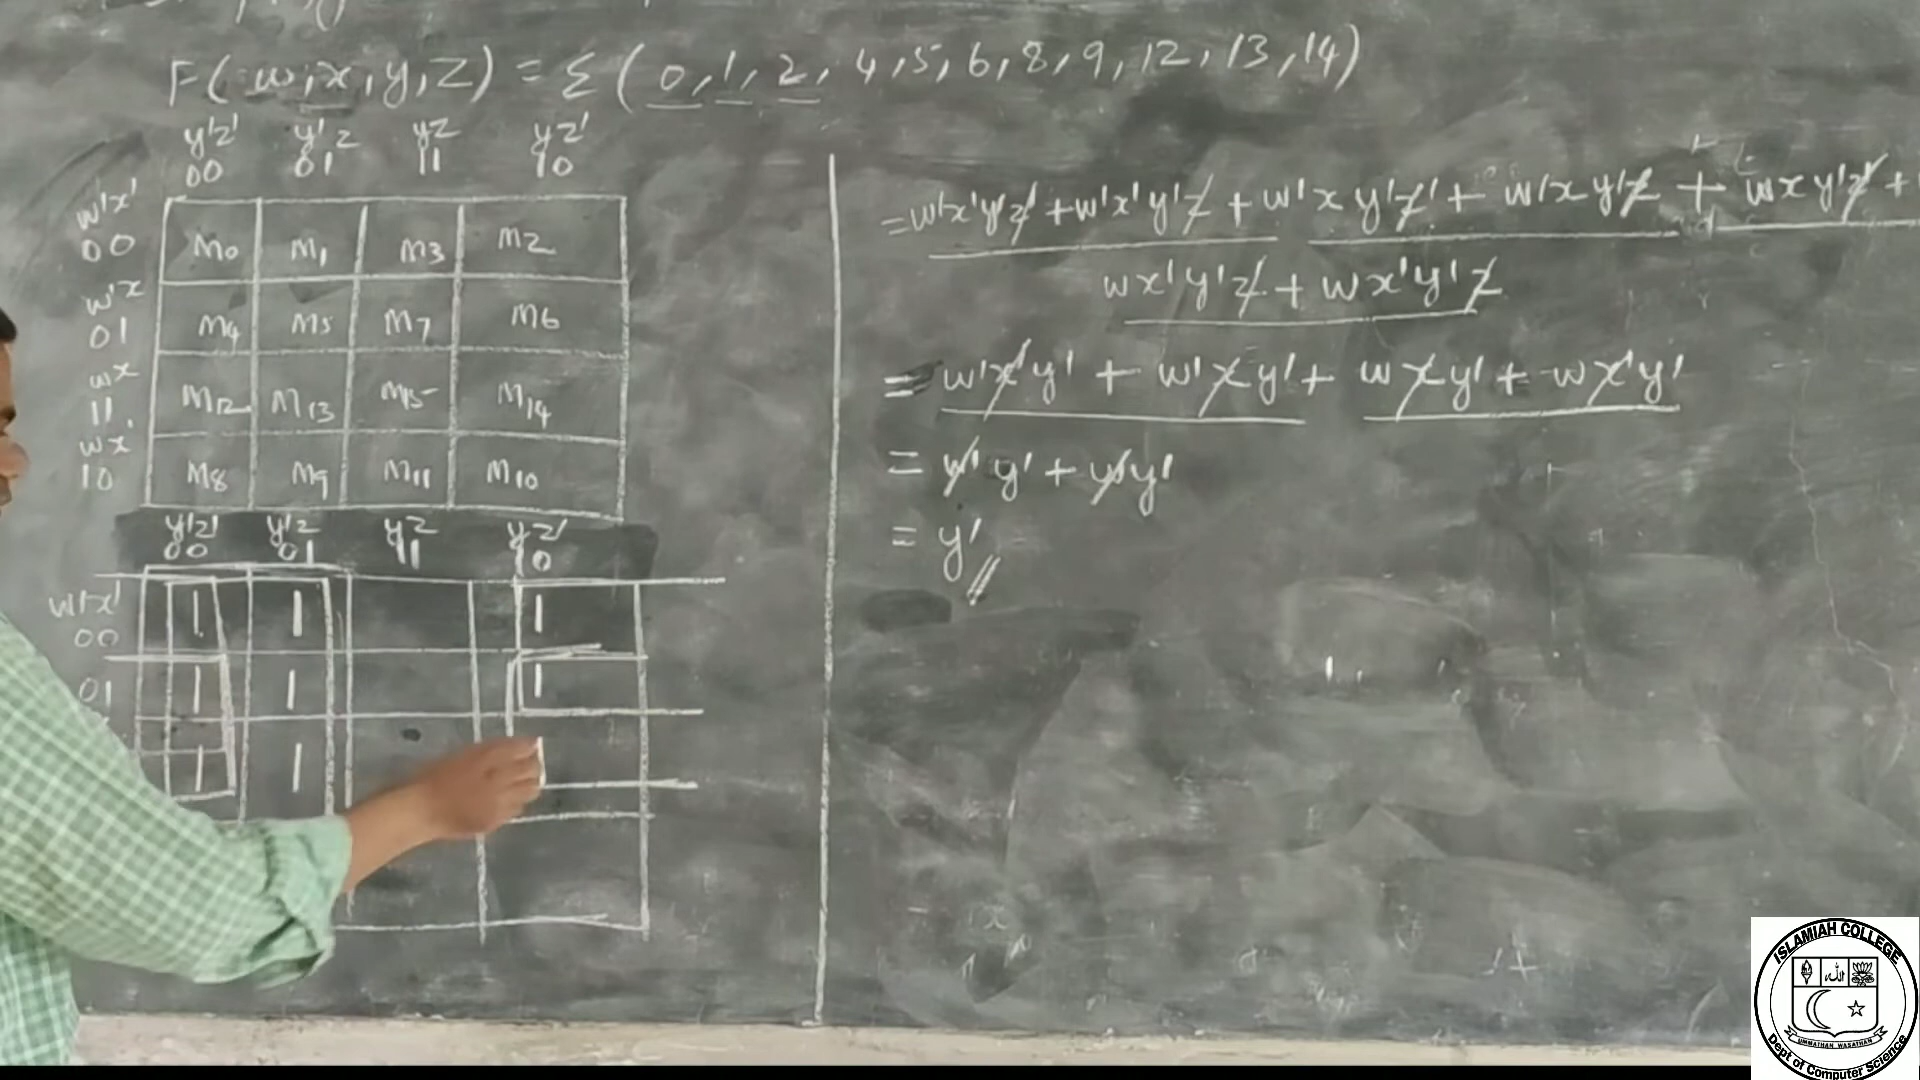 F(w,x,y,z) = Σ(0,1,2,4,5,6,8,9,12,13,14)
y'z' y'z yz yz'
00 01 11 10
w'x'
00 m0 m1 m3 m2
w'x
01 m4 m5 m7 m6
wx
11 m12 m13 m15 m14
wx'
10 m8 m9 m11 m10
y'z' y'z yz yz'
00 01 11 10
w'x'
00 1 1 1
01 1 1 1
1 1
= w'x'y'z' + w'x'y'z + w'xy'z' + w'xy'z + wxy'z' +
wx'y'z' + wx'y'z
= w'x'y' + w'xy' + wxy' + wx'y'
= w'y' + wy'
= y'
ISLAMIAH COLLEGE
UMMATHAN WASATHAN
Dept of Computer Science